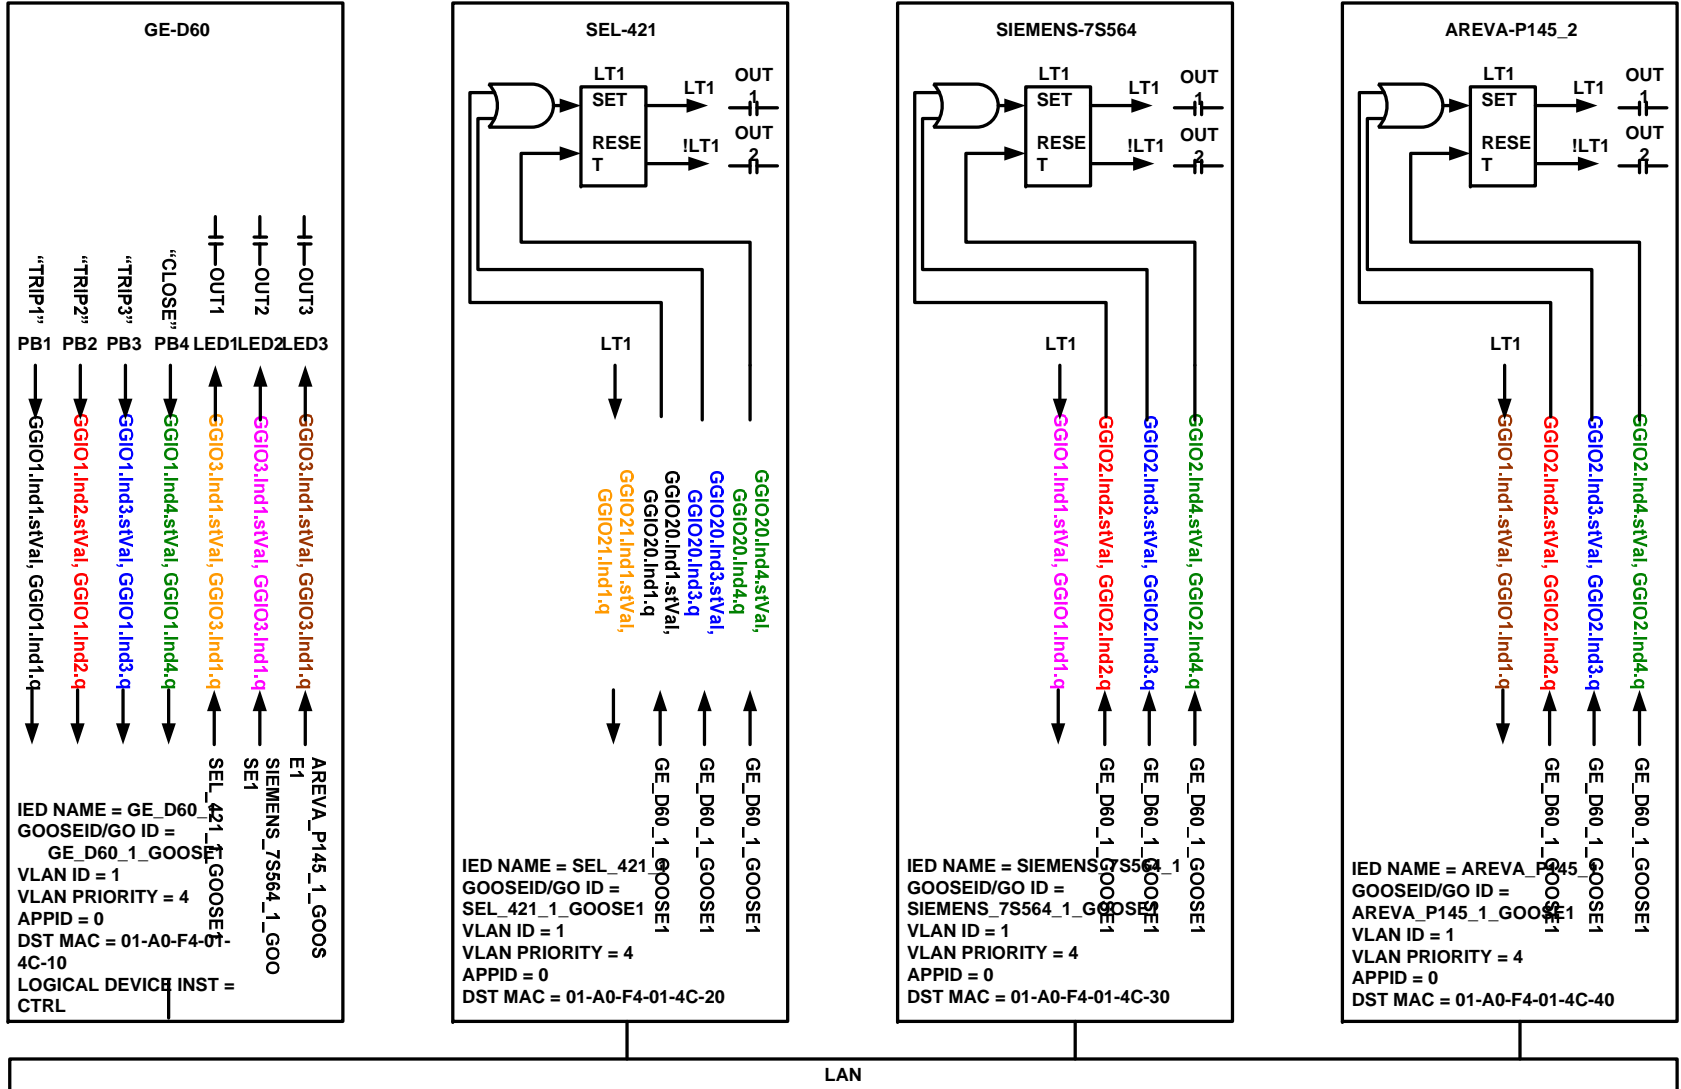 GE-D60
“TRIP1”
“TRIP2”
“TRIP3”
“CLOSE”
OUT1
OUT2
OUT3
PB1
PB2
PB3
PB4
LED1
LED2
LED3
GGIO1.Ind1.stVal, GGIO1.Ind1.q
GGIO1.Ind2.stVal, GGIO1.Ind2.q
GGIO1.Ind3.stVal, GGIO1.Ind3.q
GGIO1.Ind4.stVal, GGIO1.Ind4.q
GGIO3.Ind1.stVal, GGIO3.Ind1.q
GGIO3.Ind1.stVal, GGIO3.Ind1.q
GGIO3.Ind1.stVal, GGIO3.Ind1.q
SEL_421_1_GOOSE1
SIEMENS_7S564_1_GOO
SE1
AREVA_P145_1_GOOS
E1
IED NAME = GE_D60_1
GOOSEID/GO ID =
GE_D60_1_GOOSE1
VLAN ID = 1
VLAN PRIORITY = 4
APPID = 0
DST MAC = 01-A0-F4-01-
4C-10
LOGICAL DEVICE INST =
CTRL
SEL-421
LT1
SET
RESE
T
LT1
!LT1
OUT
1
OUT
2
LT1
GGIO21.Ind1.stVal,
GGIO21.Ind1.q
GGIO20.Ind1.stVal,
GGIO20.Ind1.q
GGIO20.Ind3.stVal,
GGIO20.Ind3.q
GGIO20.Ind4.stVal,
GGIO20.Ind4.q
GE_D60_1_GOOSE1
GE_D60_1_GOOSE1
GE_D60_1_GOOSE1
IED NAME = SEL_421_1
GOOSEID/GO ID =
SEL_421_1_GOOSE1
VLAN ID = 1
VLAN PRIORITY = 4
APPID = 0
DST MAC = 01-A0-F4-01-4C-20
SIEMENS-7S564
LT1
SET
RESE
T
LT1
!LT1
OUT
1
OUT
2
LT1
GGIO1.Ind1.stVal, GGIO1.Ind1.q
GGIO2.Ind2.stVal, GGIO2.Ind2.q
GGIO2.Ind3.stVal, GGIO2.Ind3.q
GGIO2.Ind4.stVal, GGIO2.Ind4.q
GE_D60_1_GOOSE1
GE_D60_1_GOOSE1
GE_D60_1_GOOSE1
IED NAME = SIEMENS_7S564_1
GOOSEID/GO ID =
SIEMENS_7S564_1_GOOSE1
VLAN ID = 1
VLAN PRIORITY = 4
APPID = 0
DST MAC = 01-A0-F4-01-4C-30
AREVA-P145_2
LT1
SET
RESE
T
LT1
!LT1
OUT
1
OUT
2
LT1
GGIO1.Ind1.stVal, GGIO1.Ind1.q
GGIO2.Ind2.stVal, GGIO2.Ind2.q
GGIO2.Ind3.stVal, GGIO2.Ind3.q
GGIO2.Ind4.stVal, GGIO2.Ind4.q
GE_D60_1_GOOSE1
GE_D60_1_GOOSE1
GE_D60_1_GOOSE1
IED NAME = AREVA_P145_1
GOOSEID/GO ID =
AREVA_P145_1_GOOSE1
VLAN ID = 1
VLAN PRIORITY = 4
APPID = 0
DST MAC = 01-A0-F4-01-4C-40
LAN